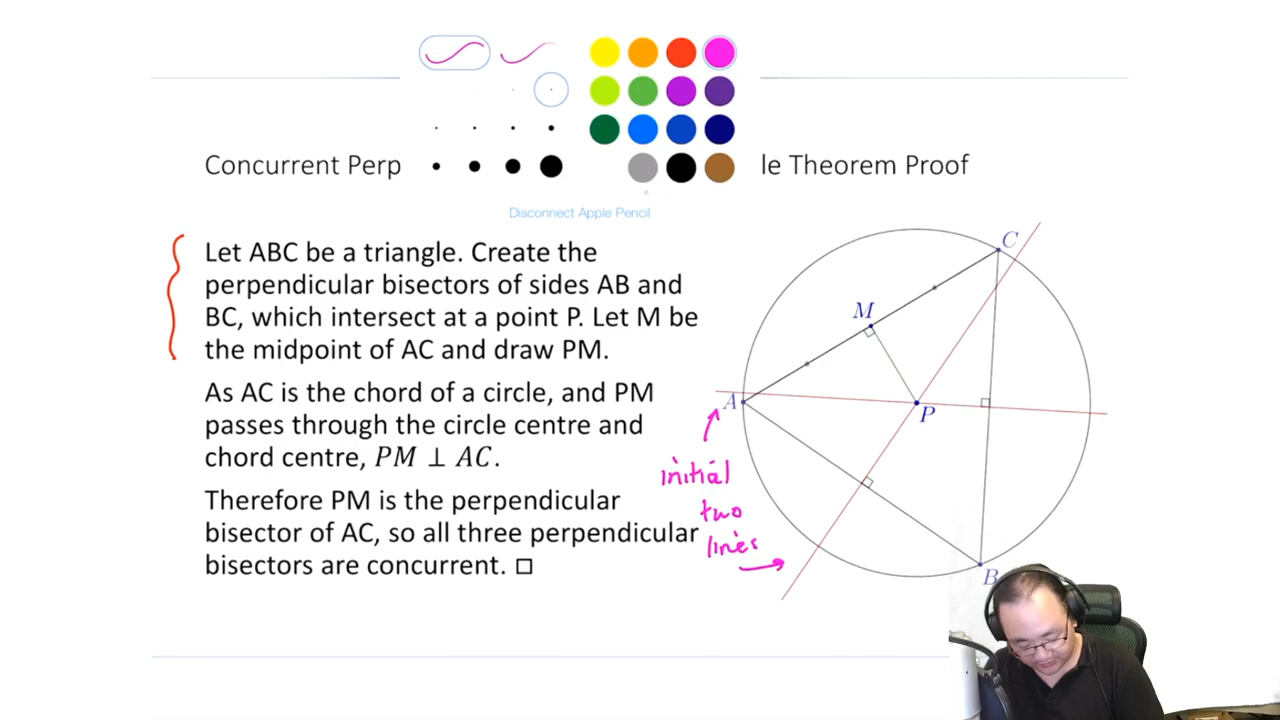 Concurrent Perp
le Theorem Proof
Disconnect Apple Pencil
Let ABC be a triangle. Create the
perpendicular bisectors of sides AB and
BC, which intersect at a point P. Let M be
the midpoint of AC and draw PM.
As AC is the chord of a circle, and PM
passes through the circle centre and
chord centre, PM ⊥ AC.
Therefore PM is the perpendicular
bisector of AC, so all three perpendicular
bisectors are concurrent. □
C
M
A
P
initial
two
lines
B